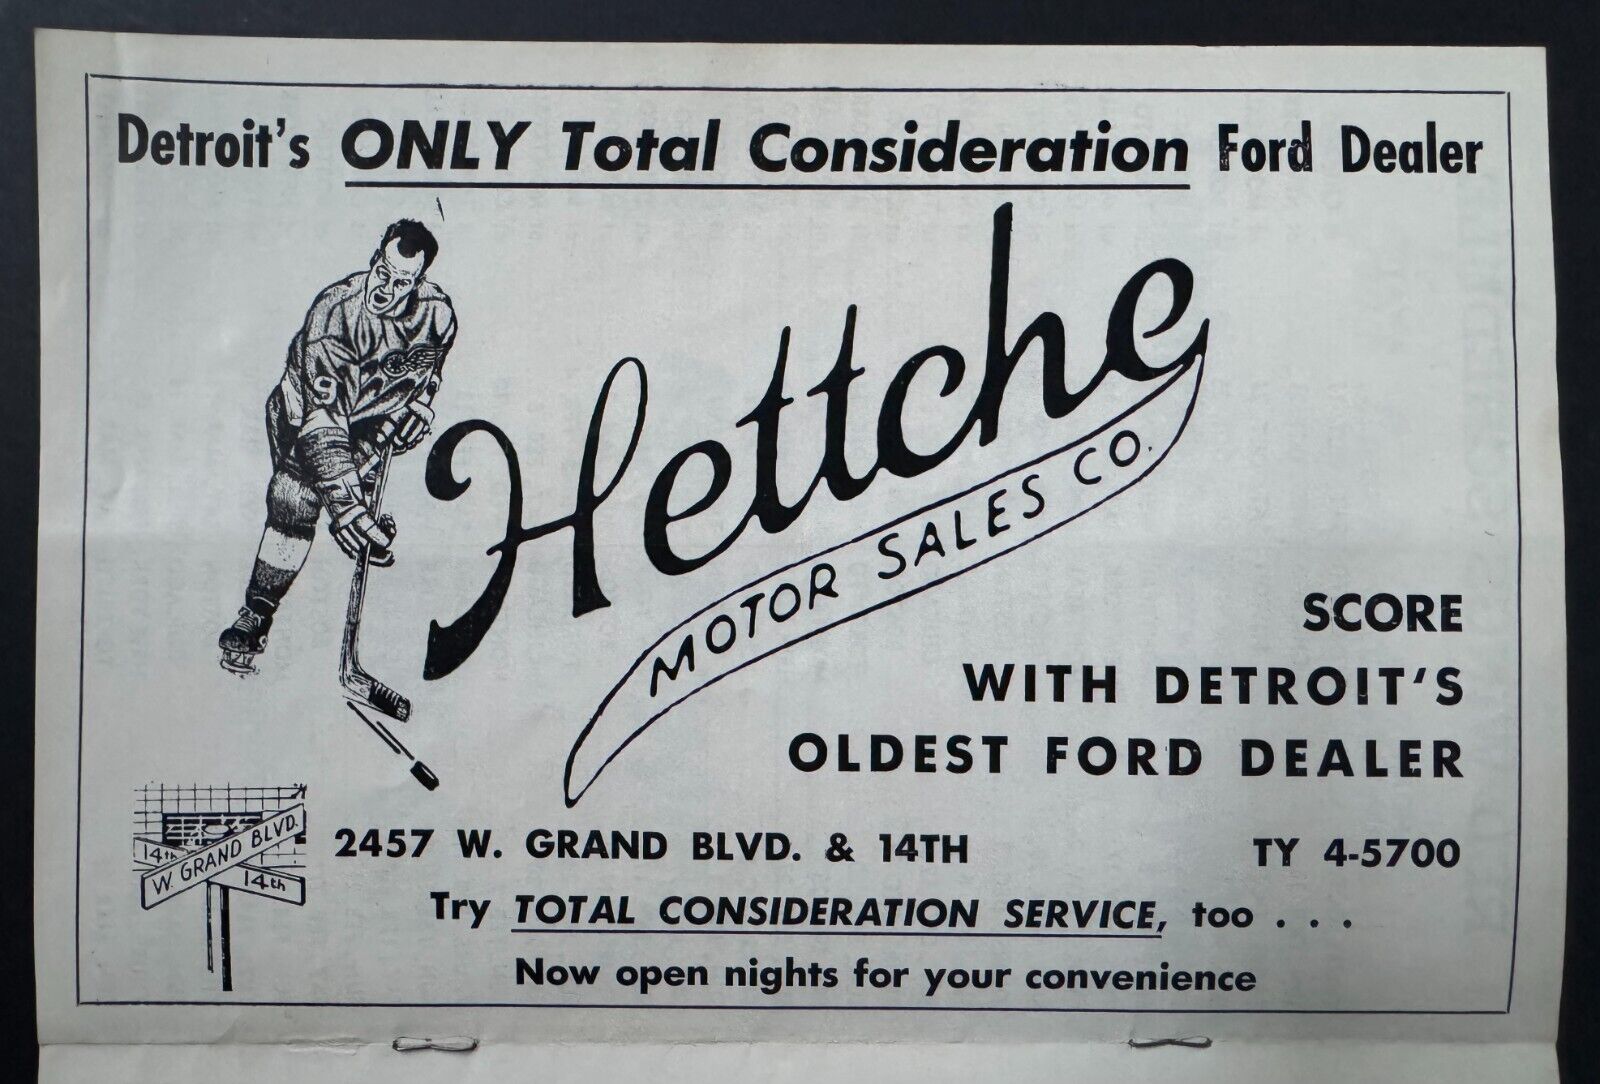 Detroit's ONLY Total Consideration Ford Dealer
9
Hettche
MOTOR SALES CO.
SCORE
WITH DETROIT'S
OLDEST FORD DEALER
14th
W. GRAND BLVD.
14th
2457 W. GRAND BLVD. & 14TH
TY 4-5700
Try TOTAL CONSIDERATION SERVICE, too . . .
Now open nights for your convenience